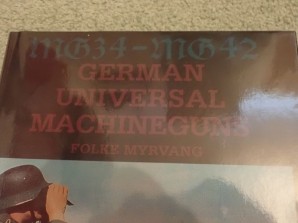 MG34-MG42
GERMAN
UNIVERSAL
MACHINEGUNS
FOLKE MYRVANG